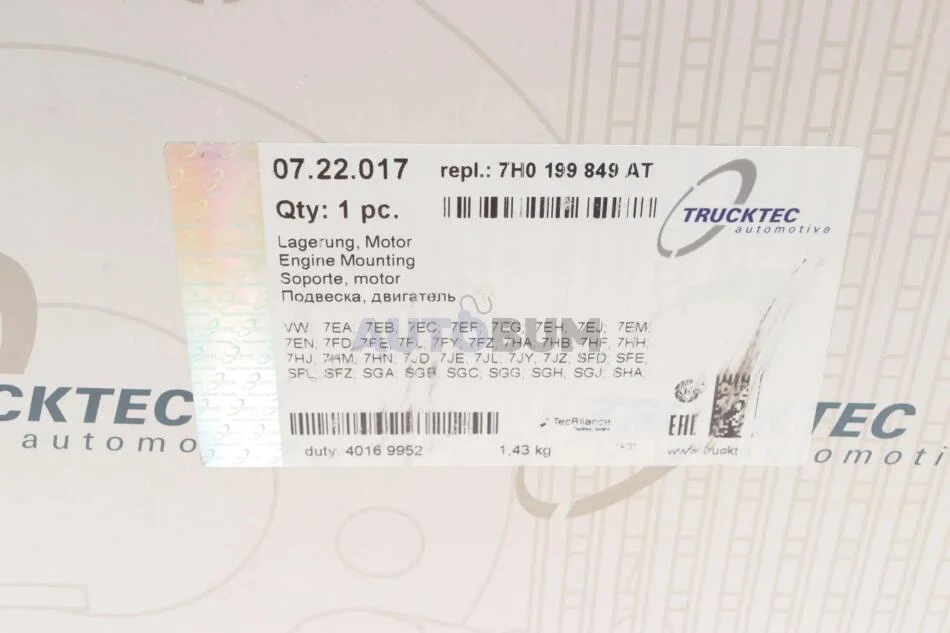 07.22.017
repl.: 7H0 199 849 AT
Qty: 1 pc.
TRUCKTEC
automotive
Lagerung, Motor
Engine Mounting
Soporte, motor
Подвеска, двигатель
AUTOBUM
VW: 7EA, 7EB, 7EC, 7EF, 7EG, 7EH, 7EJ, 7EM,
7EN, 7FD, 7FE, 7FL, 7FY, 7FZ, 7HA, 7HB, 7HF, 7HH,
7HJ, 7HM, 7HN, 7JD, 7JE, 7JL, 7JY, 7JZ, SFD, SFE,
SFL, SFZ, SGA, SGB, SGC, SGG, SGH, SGJ, SHA,
CKTEC
automo
TecAlliance
EAC
TEC
omoti
duty: 4016 9952
1,43 kg